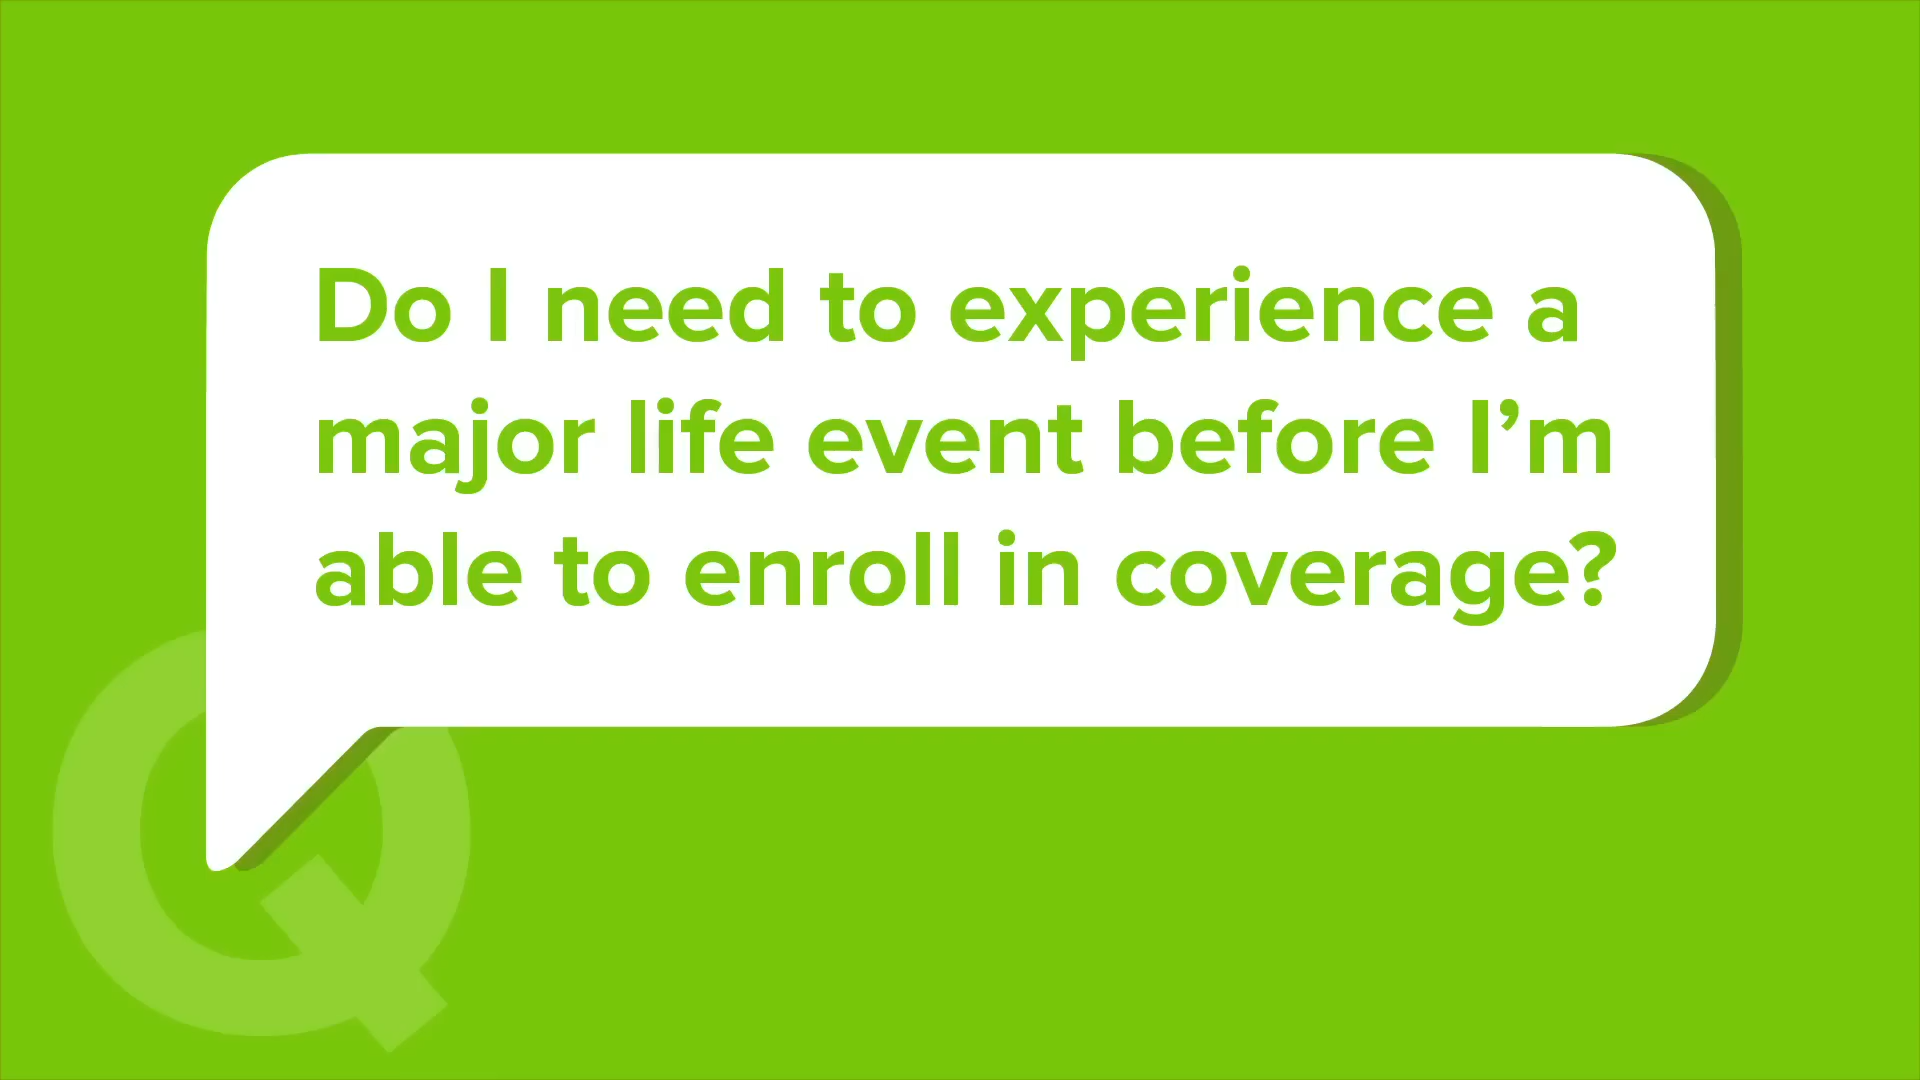 Do I need to experience a
major life event before I’m
able to enroll in coverage?
Q